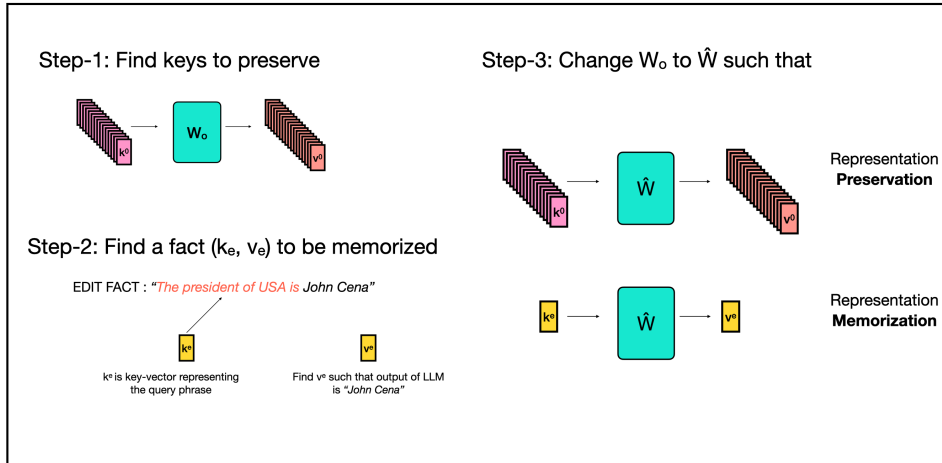 Step-1: Find keys to preserve
k⁰
Wₒ
v⁰
Step-2: Find a fact (kₑ, vₑ) to be memorized
EDIT FACT : “The president of USA is John Cena”
kᵉ
vᵉ
kᵉ is key-vector representing
the query phrase
Find vᵉ such that output of LLM
is “John Cena”
Step-3: Change Wₒ to Ŵ such that
k⁰
Ŵ
v⁰
Representation
Preservation
kᵉ
Ŵ
vᵉ
Representation
Memorization